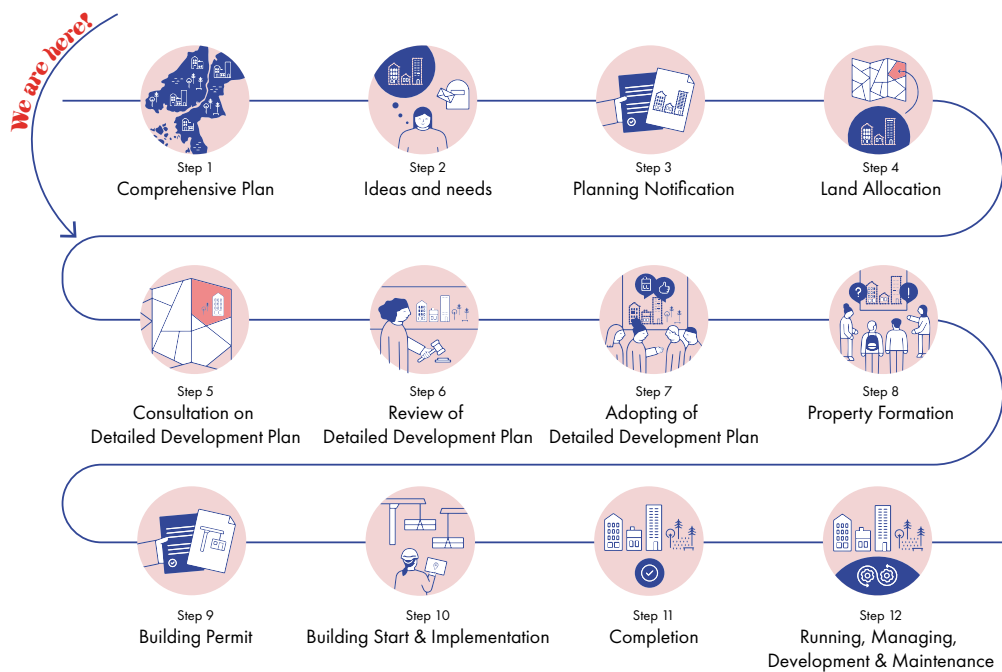 We are here!
Step 1
Comprehensive Plan
Step 2
Ideas and needs
Step 3
Planning Notification
Step 4
Land Allocation
Step 5
Consultation on
Detailed Development Plan
Step 6
Review of
Detailed Development Plan
Step 7
Adopting of
Detailed Development Plan
Step 8
Property Formation
? !
Step 9
Building Permit
Step 10
Building Start & Implementation
Step 11
Completion
Step 12
Running, Managing,
Development & Maintenance